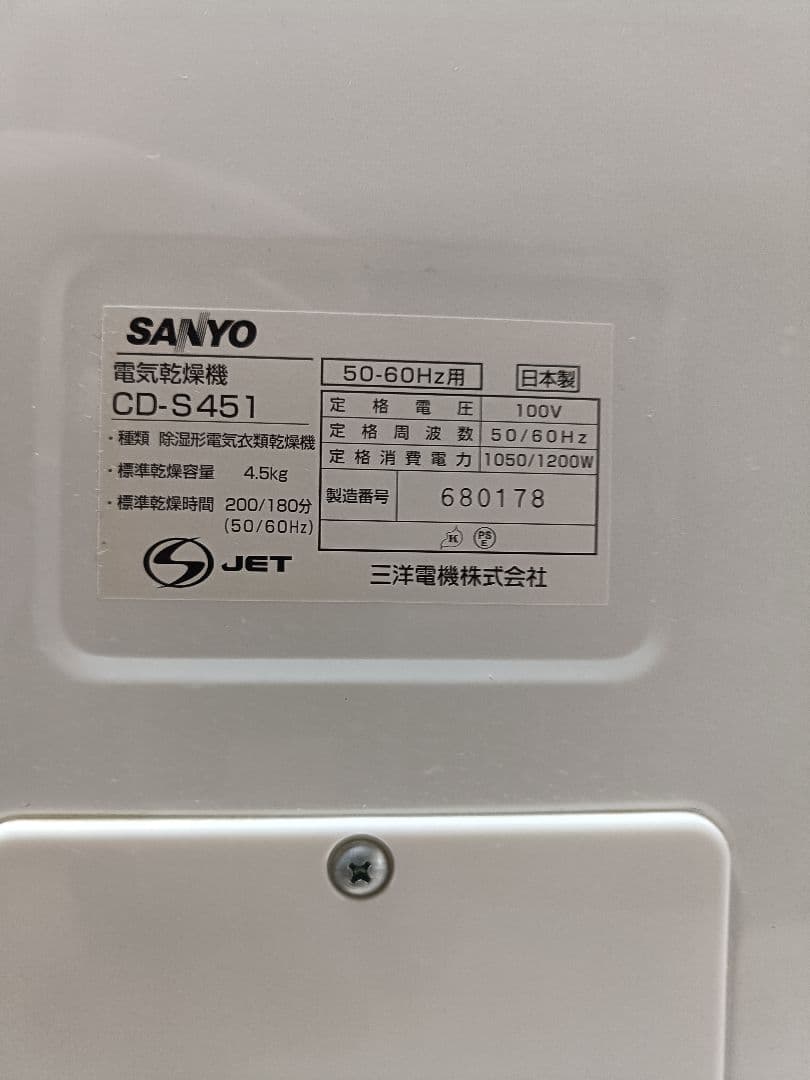 SANYO
電気乾燥機
CD-S451
・種類 除湿形電気衣類乾燥機
・標準乾燥容量 4.5kg
・標準乾燥時間 200/180分
(50/60Hz)
S JET
50-60Hz用 日本製
定格電圧 100V
定格周波数 50/60Hz
定格消費電力 1050/1200W
製造番号 680178
K PSE
三洋電機株式会社